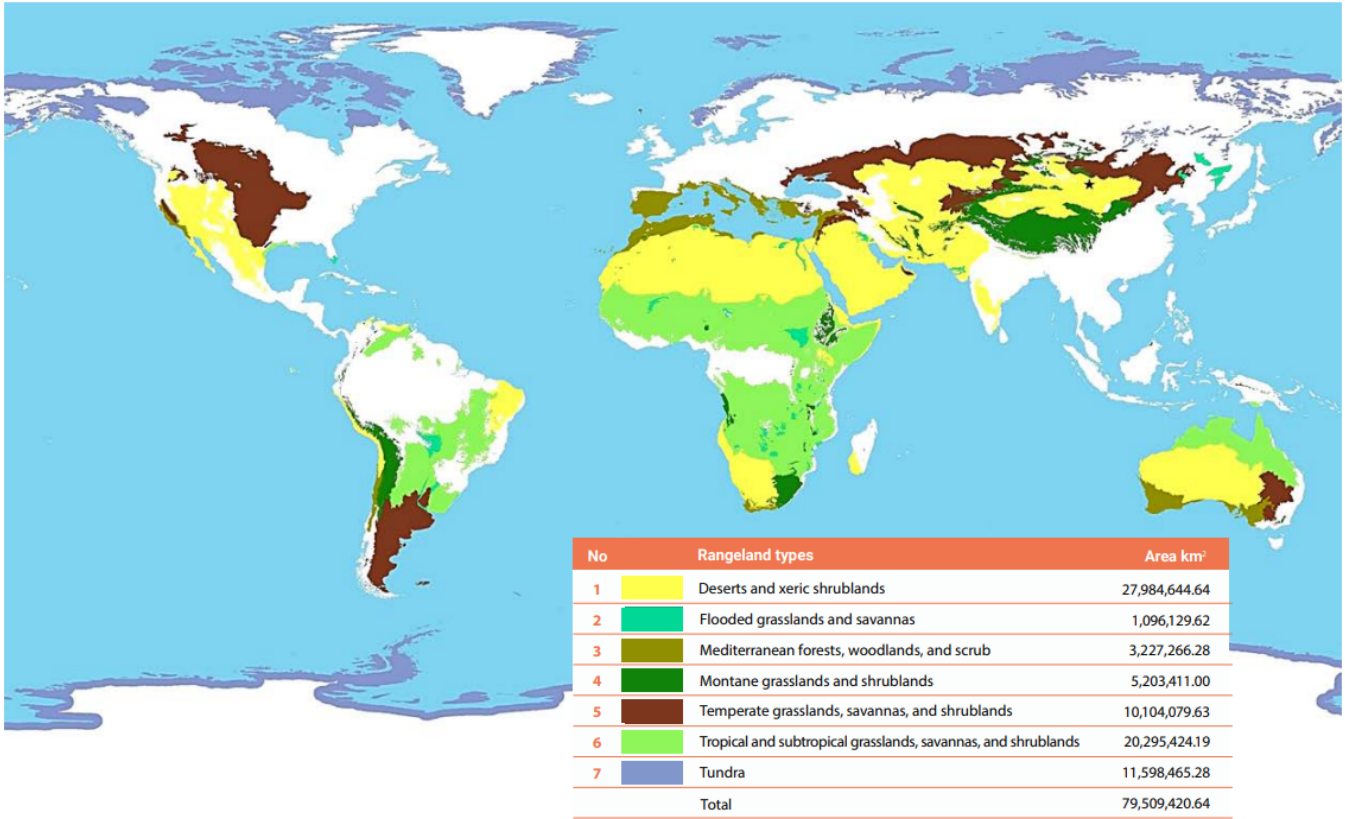 No Rangeland types Area km²
1 Deserts and xeric shrublands 27,984,644.64
2 Flooded grasslands and savannas 1,096,129.62
3 Mediterranean forests, woodlands, and scrub 3,227,266.28
4 Montane grasslands and shrublands 5,203,411.00
5 Temperate grasslands, savannas, and shrublands 10,104,079.63
6 Tropical and subtropical grasslands, savannas, and shrublands 20,295,424.19
7 Tundra 11,598,465.28
Total 79,509,420.64